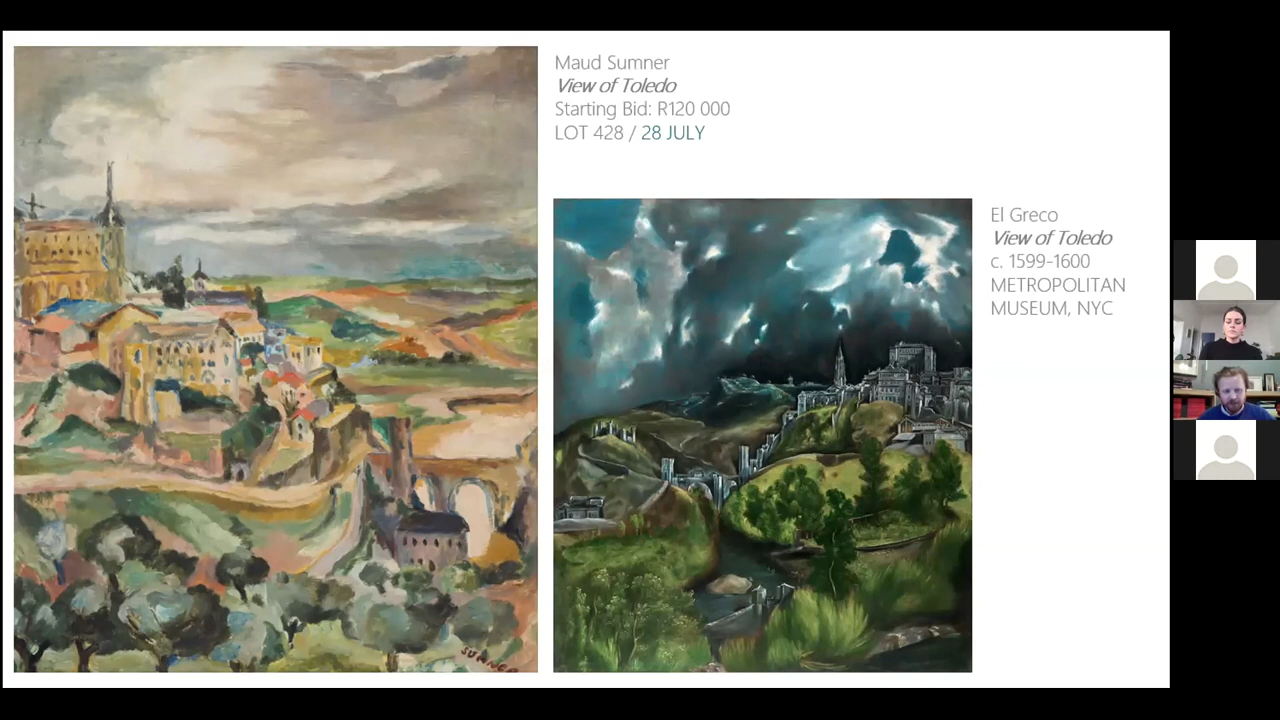 Maud Sumner
View of Toledo
Starting Bid: R120 000
LOT 428 / 28 JULY
El Greco
View of Toledo
c. 1599-1600
METROPOLITAN
MUSEUM, NYC
SUMNER